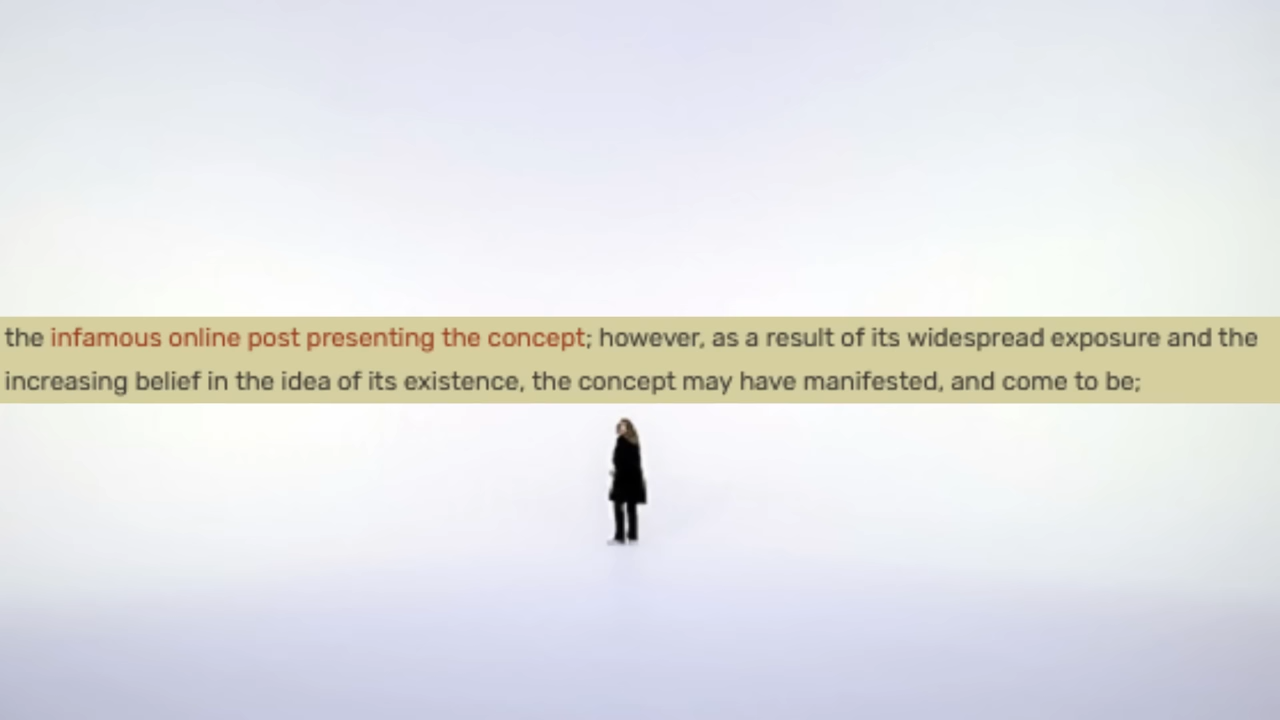 the infamous online post presenting the concept; however, as a result of its widespread exposure and the
increasing belief in the idea of its existence, the concept may have manifested, and come to be;